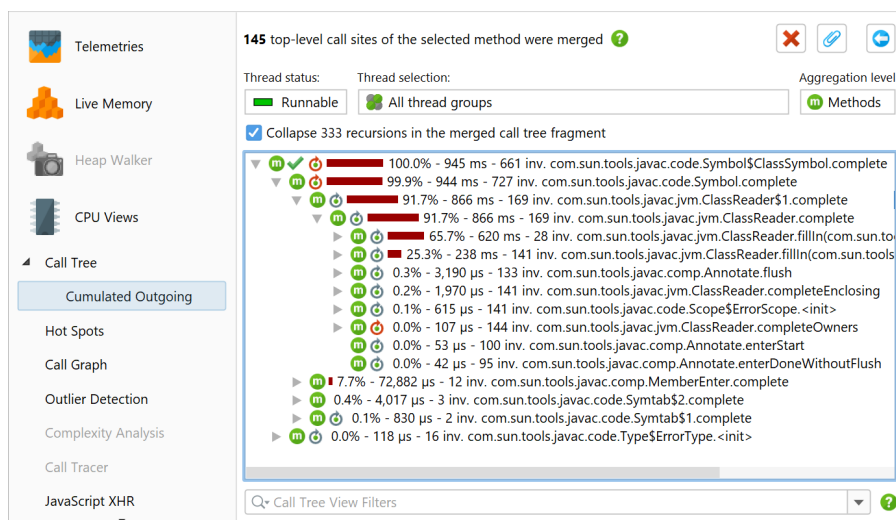 Telemetries
Live Memory
Heap Walker
CPU Views
Call Tree
Cumulated Outgoing
Hot Spots
Call Graph
Outlier Detection
Complexity Analysis
Call Tracer
JavaScript XHR
145 top-level call sites of the selected method were merged ?
Thread status: Thread selection: Aggregation level
Runnable All thread groups m Methods
Collapse 333 recursions in the merged call tree fragment
m 100.0% - 945 ms - 661 inv. com.sun.tools.javac.code.Symbol$ClassSymbol.complete
m 99.9% - 944 ms - 727 inv. com.sun.tools.javac.code.Symbol.complete
m 91.7% - 866 ms - 169 inv. com.sun.tools.javac.jvm.ClassReader$1.complete
m 91.7% - 866 ms - 169 inv. com.sun.tools.javac.jvm.ClassReader.complete
m 65.7% - 620 ms - 28 inv. com.sun.tools.javac.jvm.ClassReader.fillIn(com.sun.to
m 25.3% - 238 ms - 141 inv. com.sun.tools.javac.jvm.ClassReader.fillIn(com.sun.tools
m 0.3% - 3,190 µs - 133 inv. com.sun.tools.javac.comp.Annotate.flush
m 0.2% - 1,970 µs - 141 inv. com.sun.tools.javac.jvm.ClassReader.completeEnclosing
m 0.1% - 615 µs - 141 inv. com.sun.tools.javac.code.Scope$ErrorScope.<init>
m 0.0% - 107 µs - 144 inv. com.sun.tools.javac.jvm.ClassReader.completeOwners
m 0.0% - 53 µs - 100 inv. com.sun.tools.javac.comp.Annotate.enterStart
m 0.0% - 42 µs - 95 inv. com.sun.tools.javac.comp.Annotate.enterDoneWithoutFlush
m 7.7% - 72,882 µs - 12 inv. com.sun.tools.javac.comp.MemberEnter.complete
m 0.4% - 4,017 µs - 3 inv. com.sun.tools.javac.code.Symtab$2.complete
m 0.1% - 830 µs - 2 inv. com.sun.tools.javac.code.Symtab$1.complete
m 0.0% - 118 µs - 16 inv. com.sun.tools.javac.code.Type$ErrorType.<init>
Call Tree View Filters ?